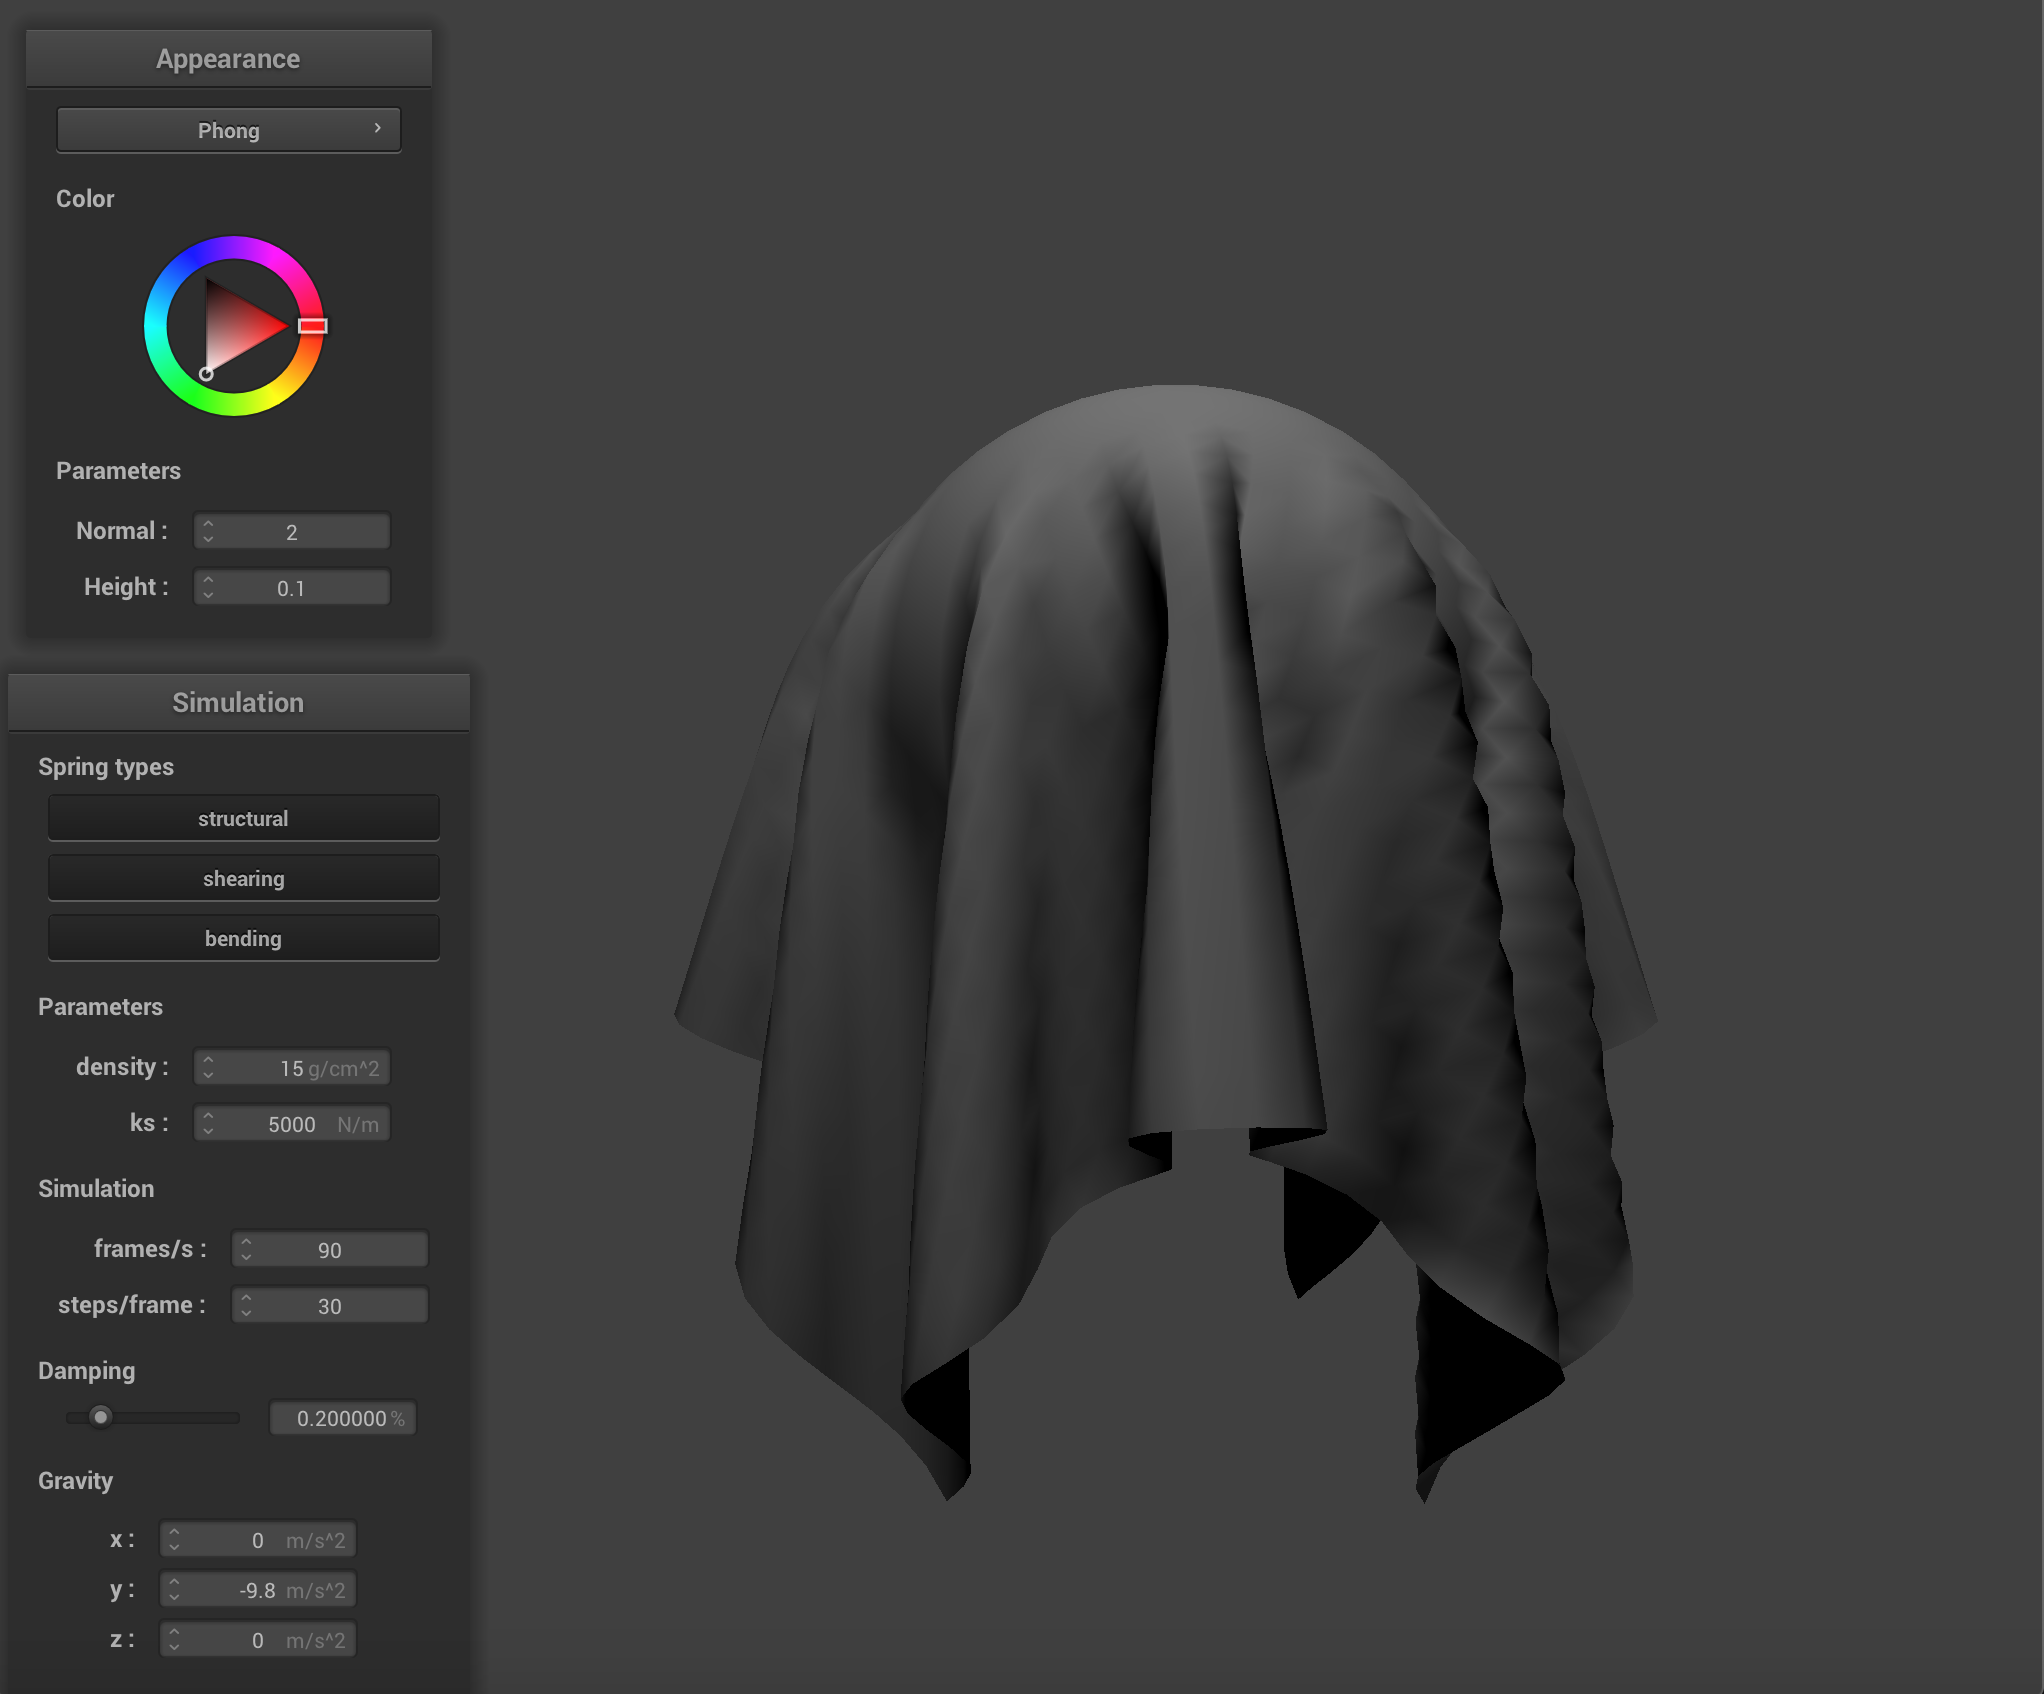 Appearance
Phong
Color
Parameters
Normal : 2
Height : 0.1
Simulation
Spring types
structural
shearing
bending
Parameters
density : 15 g/cm^2
ks : 5000 N/m
Simulation
frames/s : 90
steps/frame : 30
Damping
0.200000 %
Gravity
x : 0 m/s^2
y : -9.8 m/s^2
z : 0 m/s^2